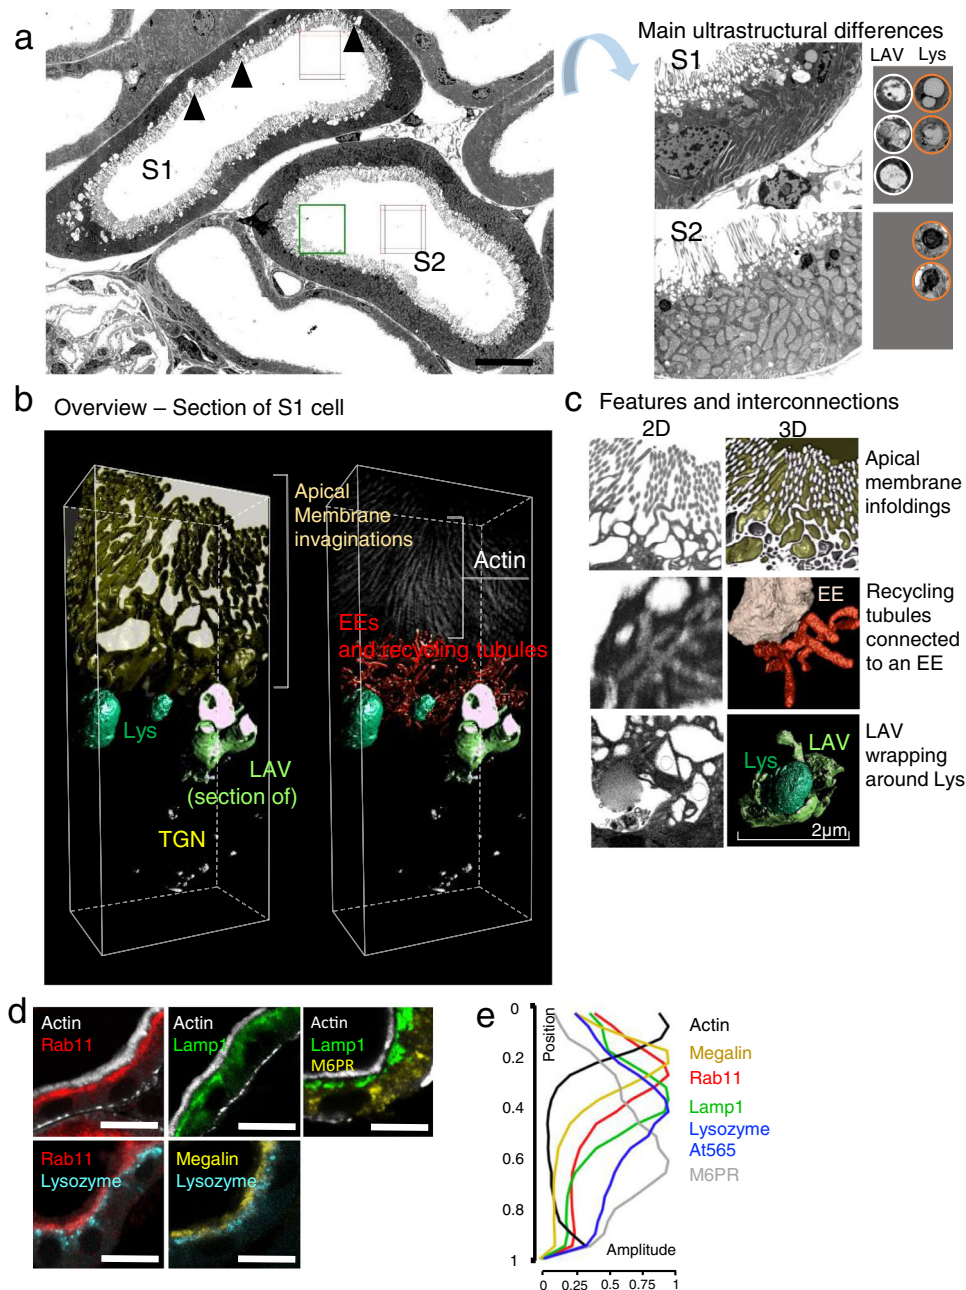 a
Main ultrastructural differences
S1
S2
S1
S2
LAV Lys
b Overview – Section of S1 cell
Apical
Membrane
invaginations
Actin
EEs
and recycling tubules
Lys
LAV
(section of)
TGN
c Features and interconnections
2D 3D
Apical
membrane
infoldings
EE
Recycling
tubules
connected
to an EE
Lys LAV
2µm
LAV
wrapping
around Lys
d
Actin
Rab11
Actin
Lamp1
Actin
Lamp1
M6PR
Rab11
Lysozyme
Megalin
Lysozyme
e
Position
0
0.2
0.4
0.6
0.8
1
Amplitude
0 0.25 0.5 0.75 1
Actin
Megalin
Rab11
Lamp1
Lysozyme
At565
M6PR